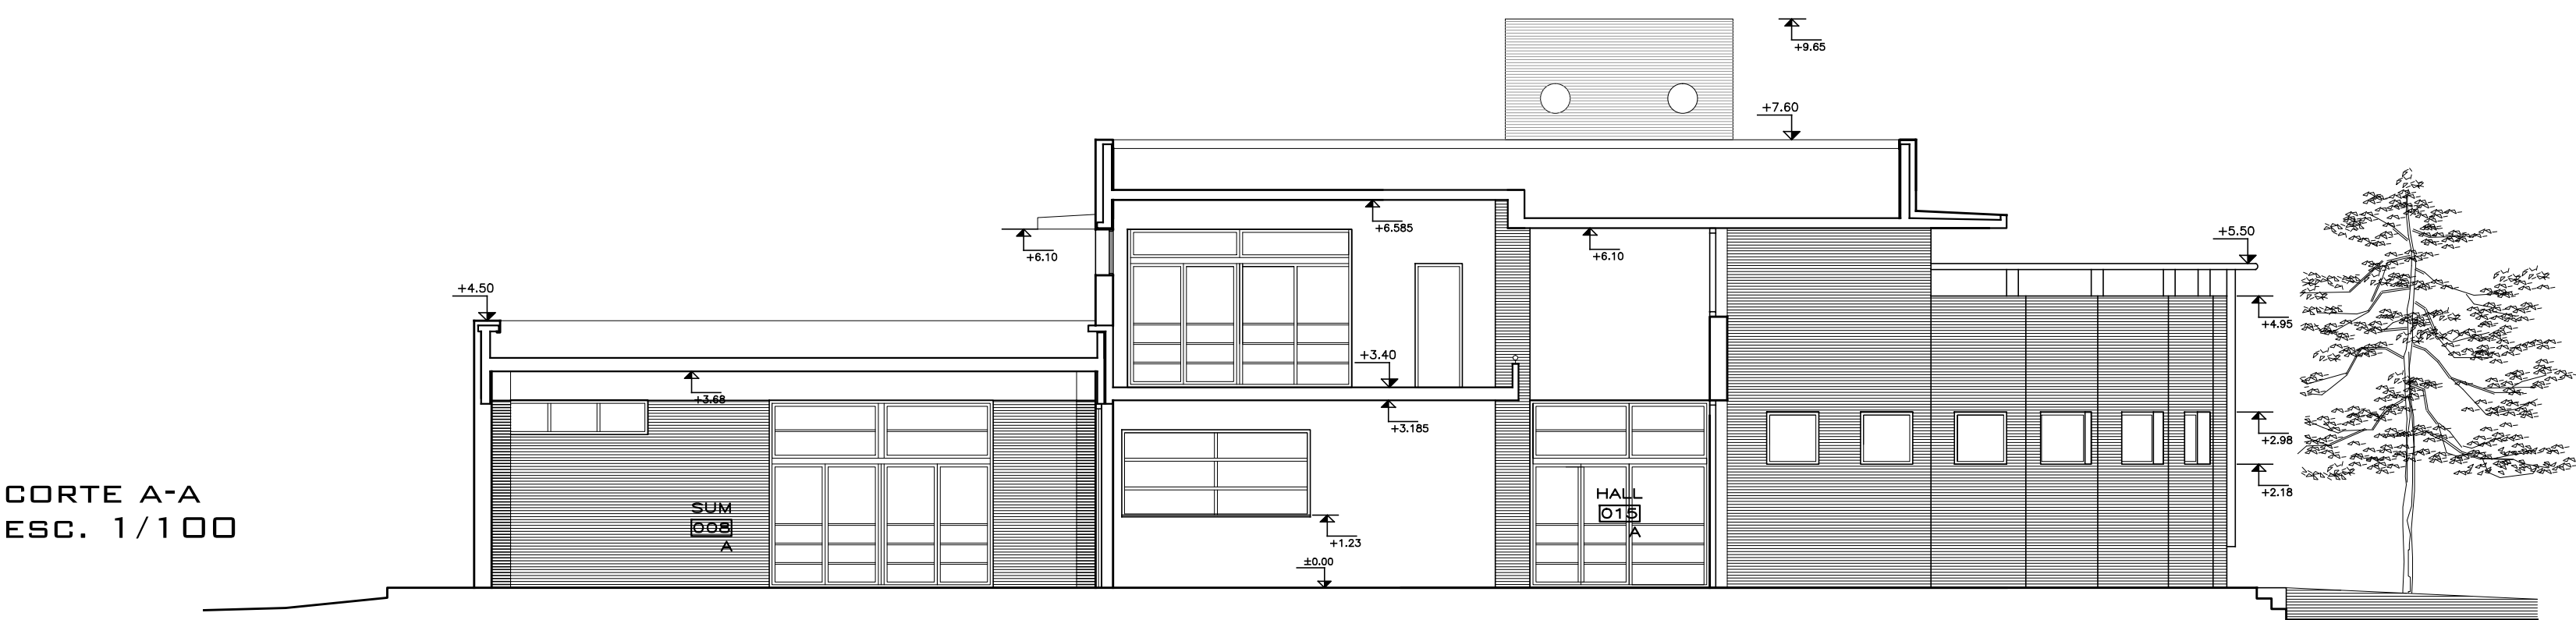 +9.65
+7.60
+6.585
+6.10
+6.10
+5.50
+4.50
+4.95
+3.40
+3.68
+3.185
+2.98
+2.18
CORTE A-A
ESC. 1/100
SUM
008
A
HALL
015
A
+1.23
±0.00